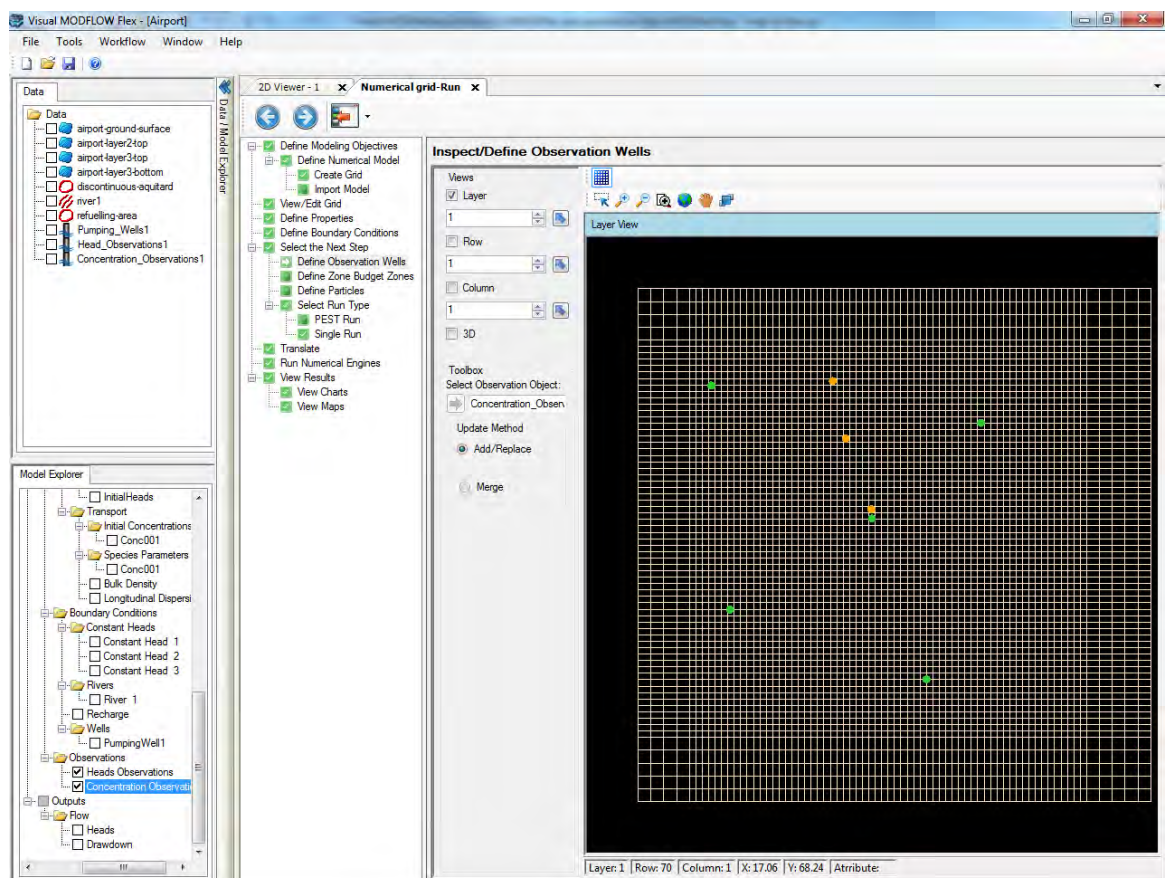 Visual MODFLOW Flex - [Airport]
File Tools Workflow Window Help
Data
Data
airport-ground-surface
airport-layer2-top
airport-layer3-top
airport-layer3-bottom
discontinuous-aquitard
river1
refuelling-area
Pumping_Wells1
Head_Observations1
Concentration_Observations1
Data / Model Explorer
Model Explorer
InitialHeads
Transport
Initial Concentrations
Conc001
Species Parameters
Conc001
Bulk Density
Longitudinal Dispersi
Boundary Conditions
Constant Heads
Constant Head 1
Constant Head 2
Constant Head 3
Rivers
River 1
Recharge
Wells
PumpingWell1
Observations
Heads Observations
Concentration Observati
Outputs
Flow
Heads
Drawdown
2D Viewer - 1 Numerical grid-Run
Define Modeling Objectives
Define Numerical Model
Create Grid
Import Model
View/Edit Grid
Define Properties
Define Boundary Conditions
Select the Next Step
Define Observation Wells
Define Zone Budget Zones
Define Particles
Select Run Type
PEST Run
Single Run
Translate
Run Numerical Engines
View Results
View Charts
View Maps
Inspect/Define Observation Wells
Views
Layer
1
Row
1
Column
1
3D
Toolbox
Select Observation Object:
Concentration_Obser
Update Method
Add/Replace
Merge
Layer View
Layer: 1 Row: 70 Column: 1 X: 17.06 Y: 68.24 Atrribute: